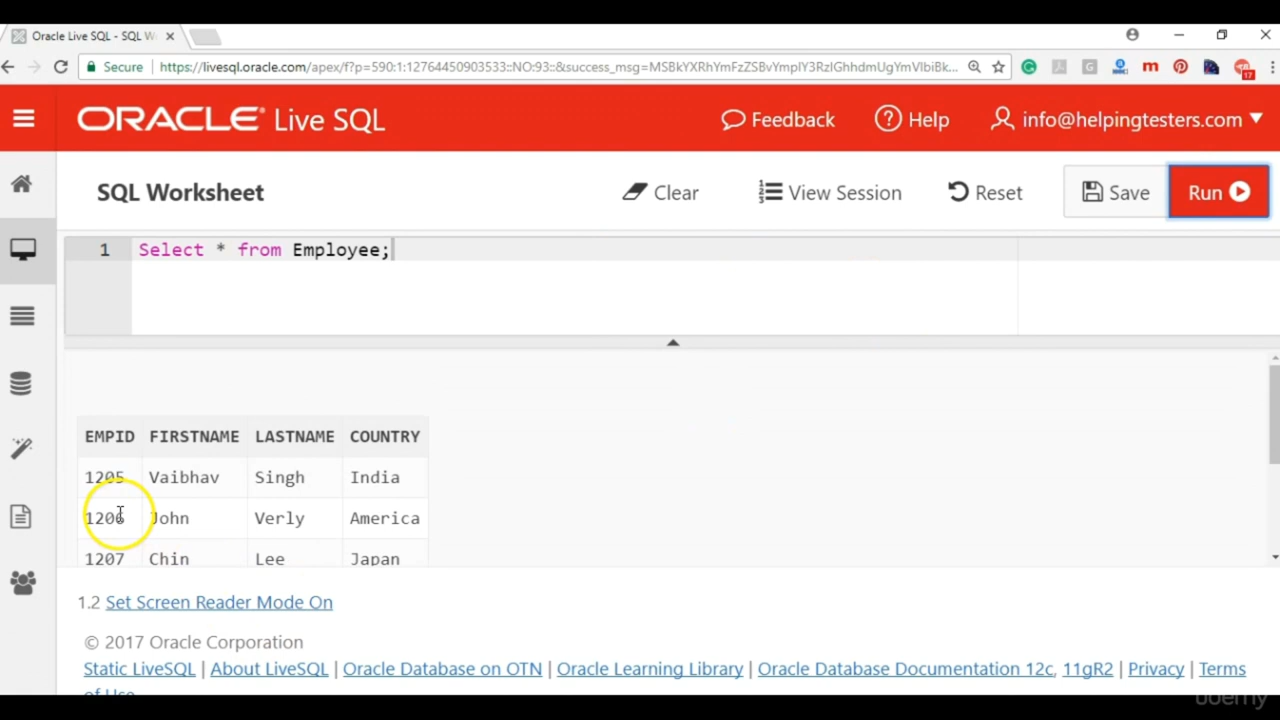 Oracle Live SQL - SQL W
Secure | https://livesql.oracle.com/apex/f?p=590:1:12764450903533::NO:93::&success_msg=MSBkYXRhYmFzZSBvYmplY3RzIGhhdmUgYmVlbiBk...
ORACLE Live SQL
Feedback
Help
info@helpingtesters.com
SQL Worksheet
Clear
View Session
Reset
Save
Run
1 Select * from Employee;
EMPID FIRSTNAME LASTNAME COUNTRY
1205 Vaibhav Singh India
1206 John Verly America
1207 Chin Lee Japan
1.2 Set Screen Reader Mode On
© 2017 Oracle Corporation
Static LiveSQL | About LiveSQL | Oracle Database on OTN | Oracle Learning Library | Oracle Database Documentation 12c, 11gR2 | Privacy | Terms
of Use
udemy